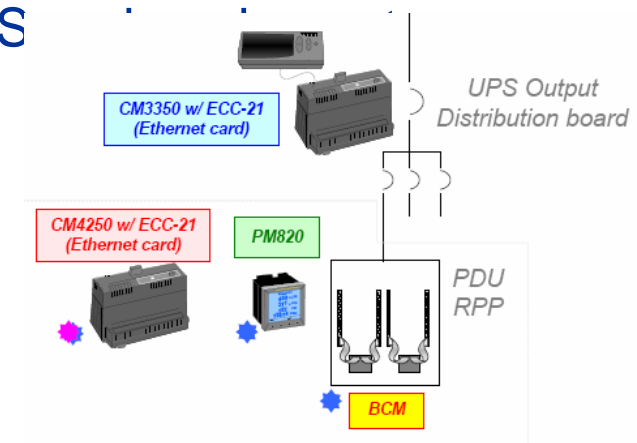 CM3350 w/ ECC-21
(Ethernet card)
UPS Output
Distribution board
CM4250 w/ ECC-21
(Ethernet card)
PM820
PDU
RPP
BCM